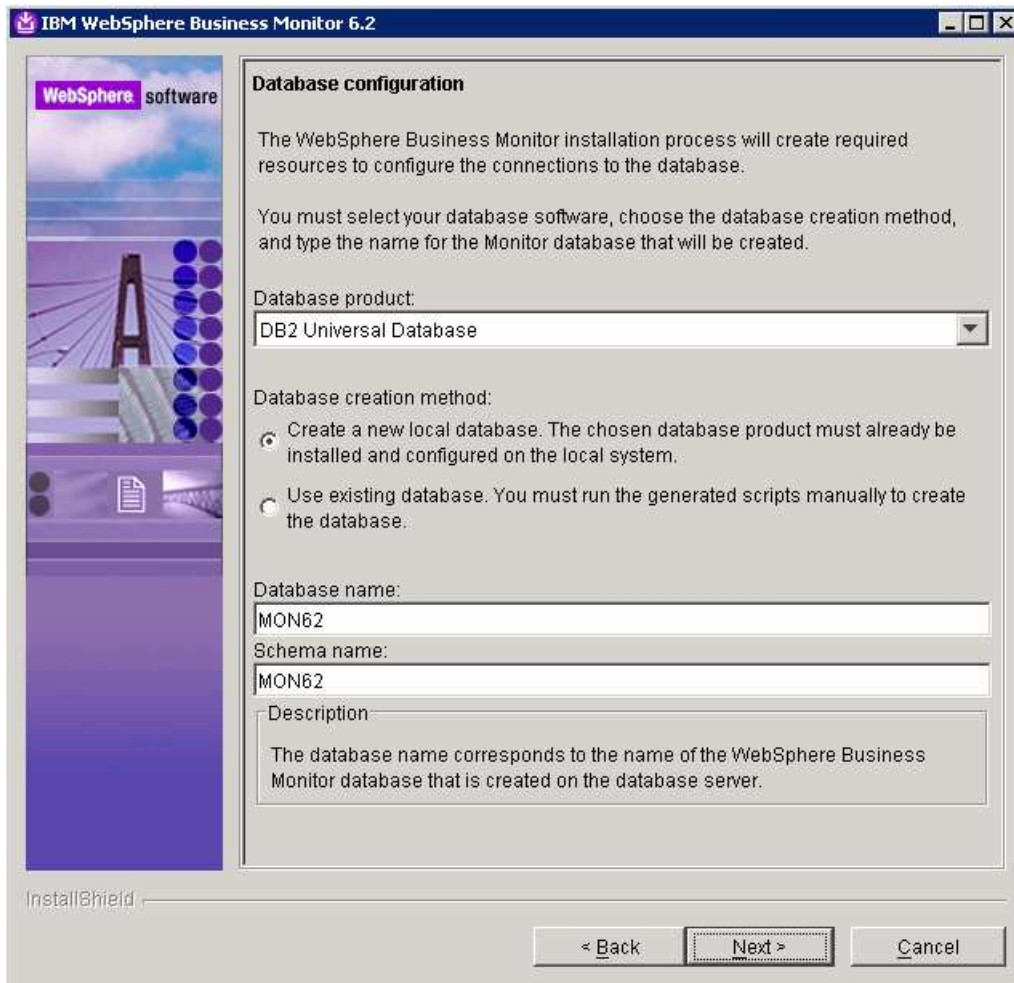 IBM WebSphere Business Monitor 6.2
WebSphere software
Database configuration
The WebSphere Business Monitor installation process will create required
resources to configure the connections to the database.
You must select your database software, choose the database creation method,
and type the name for the Monitor database that will be created.
Database product:
DB2 Universal Database
Database creation method:
Create a new local database. The chosen database product must already be
installed and configured on the local system.
Use existing database. You must run the generated scripts manually to create
the database.
Database name:
MON62
Schema name:
MON62
Description
The database name corresponds to the name of the WebSphere Business
Monitor database that is created on the database server.
InstallShield
< Back Next > Cancel